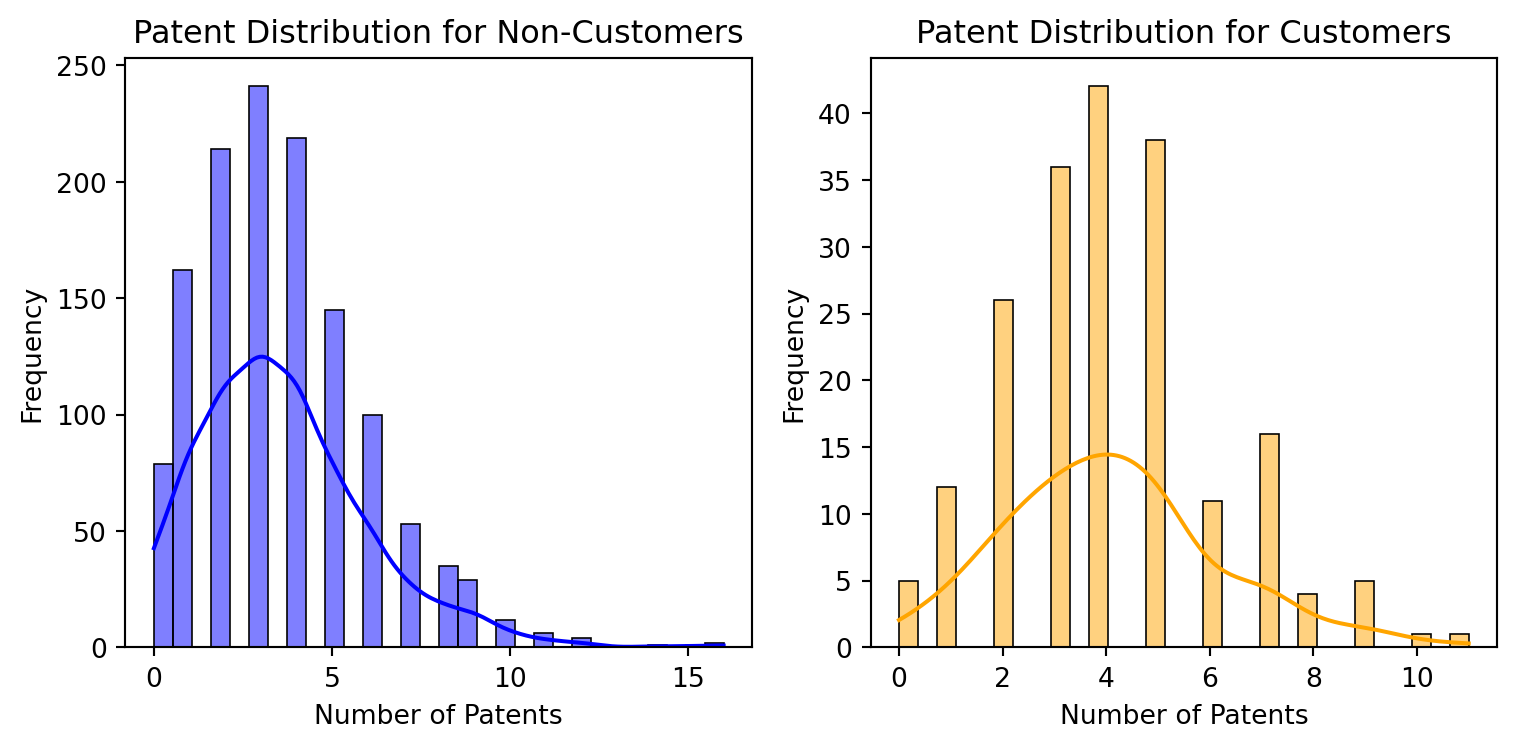 Patent Distribution for Non-Customers
250
200
150
100
50
0
Frequency
0 5 10 15
Number of Patents
Patent Distribution for Customers
40
35
30
25
20
15
10
5
0
Frequency
0 2 4 6 8 10
Number of Patents